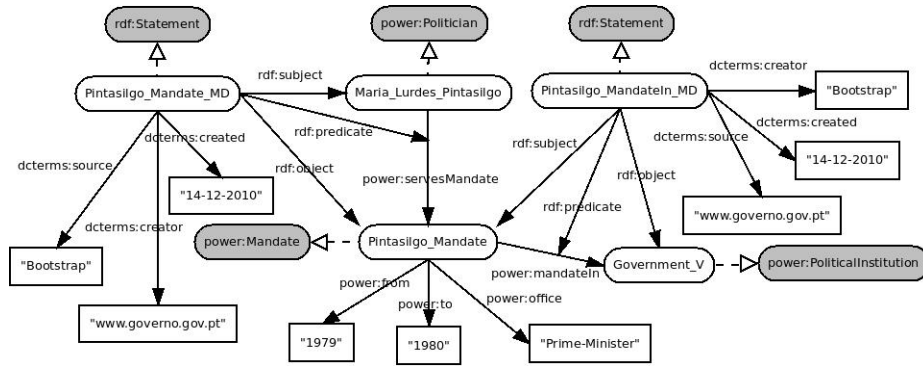 rdf:Statement
power:Politician
rdf:Statement
dcterms:creator
rdf:subject
Pintasilgo_Mandate_MD
Maria_Lurdes_Pintasilgo
Pintasilgo_MandateIn_MD
"Bootstrap"
rdf:predicate
dcterms:created
dcterms:source
dcterms:created
rdf:subject
dcterms:source
rdf:object
rdf:object
"14-12-2010"
power:servesMandate
"14-12-2010"
rdf:predicate
"www.governo.gov.pt"
dcterms:creator
power:Mandate
Pintasilgo_Mandate
"Bootstrap"
Government_V
power:PoliticalInstitution
power:mandateIn
power:from
power:to
power:office
"www.governo.gov.pt"
"1979"
"1980"
"Prime-Minister"